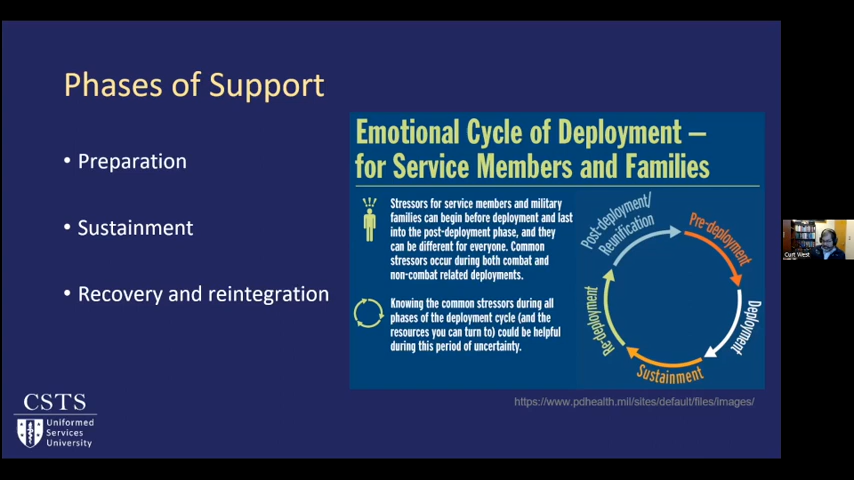 Phases of Support
• Preparation
• Sustainment
• Recovery and reintegration
Emotional Cycle of Deployment –
for Service Members and Families
Stressors for service members and military
families can begin before deployment and last
into the post-deployment phase, and they
can be different for everyone. Common
stressors occur during both combat and
non-combat related deployments.
Knowing the common stressors during all
phases of the deployment cycle (and the
resources you can turn to) could be helpful
during this period of uncertainty.
Post-deployment/
Reunification
Pre-deployment
Deployment
Sustainment
Re-deployment
https://www.pdhealth.mil/sites/default/files/images/
CSTS
Uniformed
Services
University
Curt West